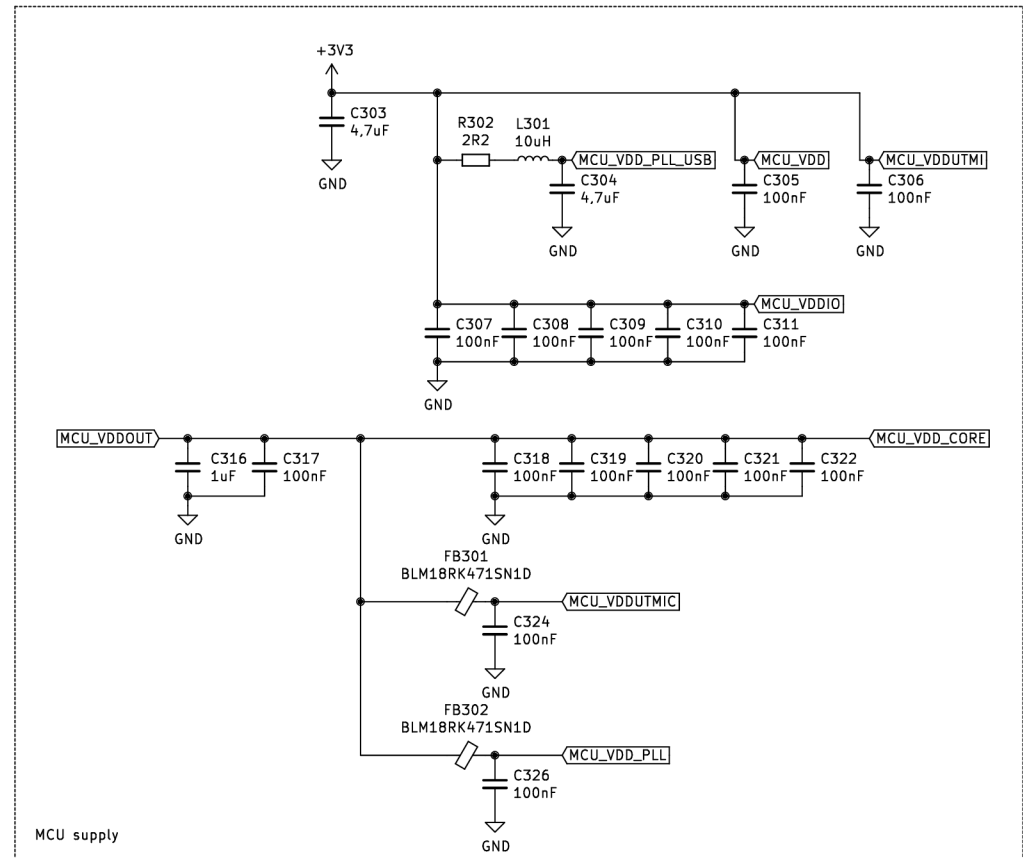 +3V3
C303
4,7uF
GND
R302
2R2
L301
10uH
MCU_VDD_PLL_USB
C304
4,7uF
GND
MCU_VDD
C305
100nF
GND
MCU_VDDUTMI
C306
100nF
GND
MCU_VDDIO
C307
100nF
C308
100nF
C309
100nF
C310
100nF
C311
100nF
GND
MCU_VDDOUT
C316
1uF
C317
100nF
GND
MCU_VDD_CORE
C318
100nF
C319
100nF
C320
100nF
C321
100nF
C322
100nF
GND
FB301
BLM18RK471SN1D
MCU_VDDUTMIC
C324
100nF
GND
FB302
BLM18RK471SN1D
MCU_VDD_PLL
C326
100nF
GND
MCU supply